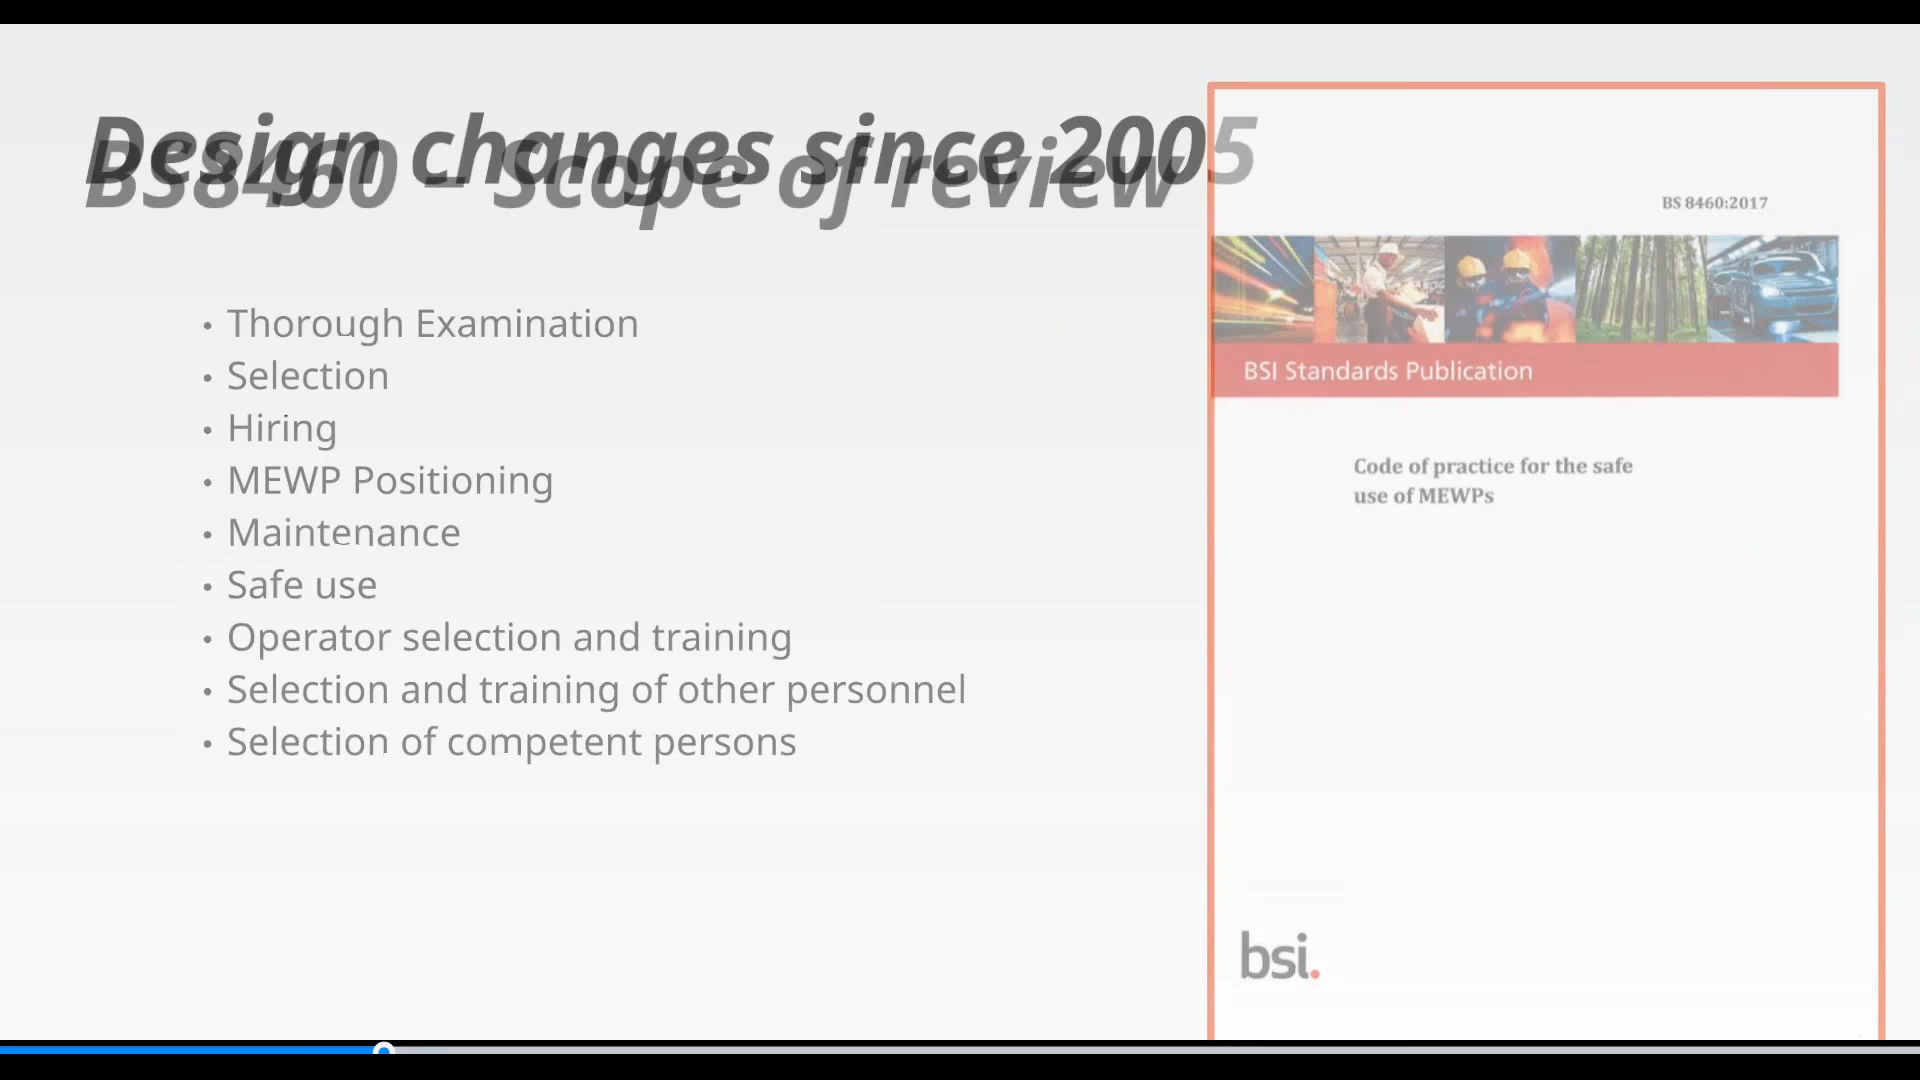 Design changes since 2005
BS8460 – Scope of review
• Thorough Examination
• Selection
• Hiring
• MEWP Positioning
• Maintenance
• Safe use
• Operator selection and training
• Selection and training of other personnel
• Selection of competent persons
BS 8460:2017
BSI Standards Publication
Code of practice for the safe
use of MEWPs
bsi.